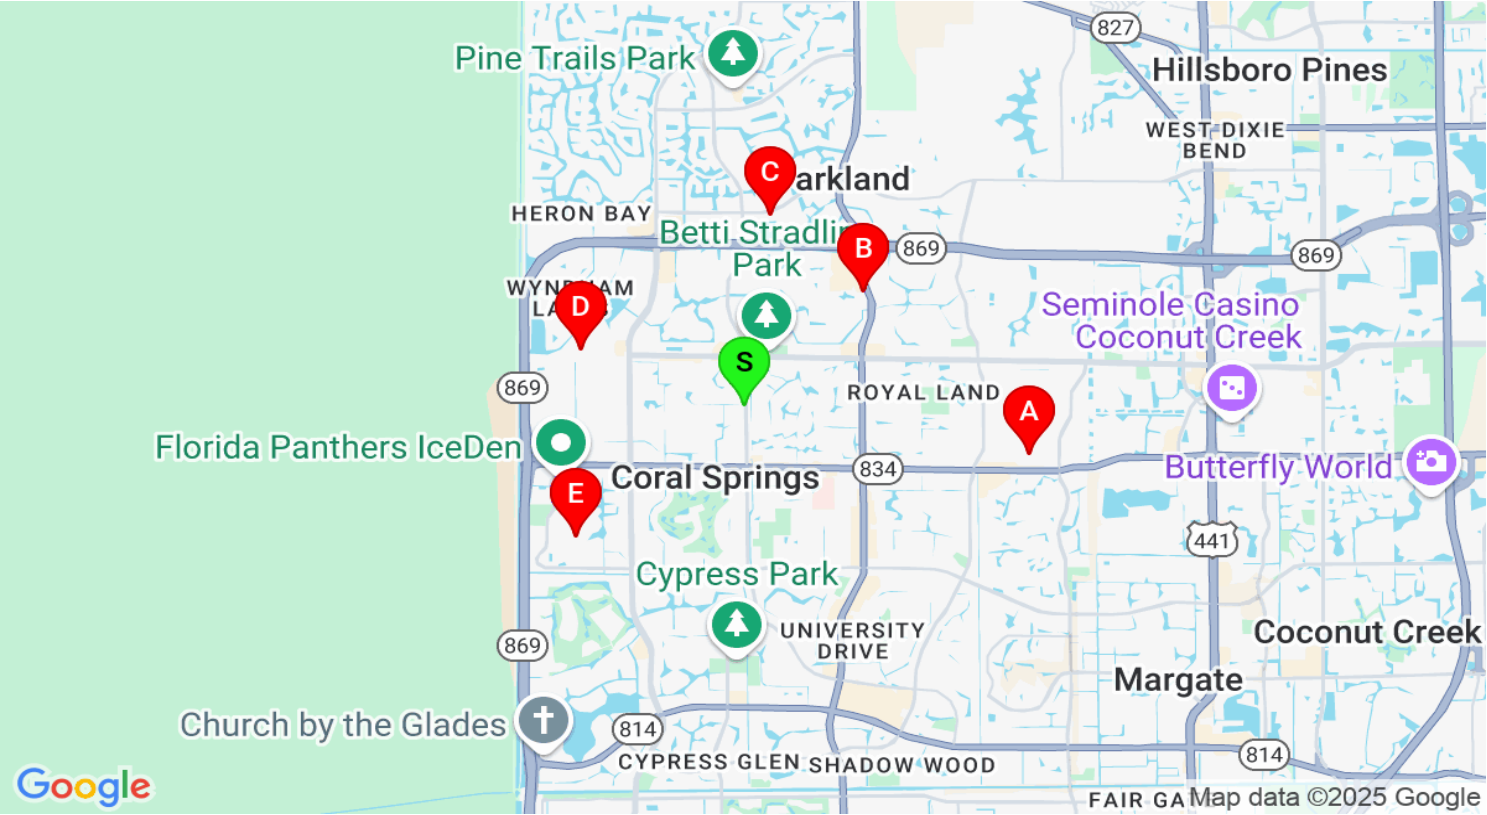 827
Pine Trails Park
Hillsboro Pines
WEST DIXIE
BEND
C
arkland
HERON BAY
Betti Stradlin
Park
B
869
869
WYNDHAM
D
Seminole Casino
Coconut Creek
S
869
ROYAL LAND
A
Florida Panthers IceDen
Coral Springs
834
Butterfly World
E
441
Cypress Park
869
UNIVERSITY
DRIVE
Coconut Creek
Margate
Church by the Glades
814
CYPRESS GLEN
SHADOW WOOD
814
Google
FAIR GA
Map data ©2025 Google